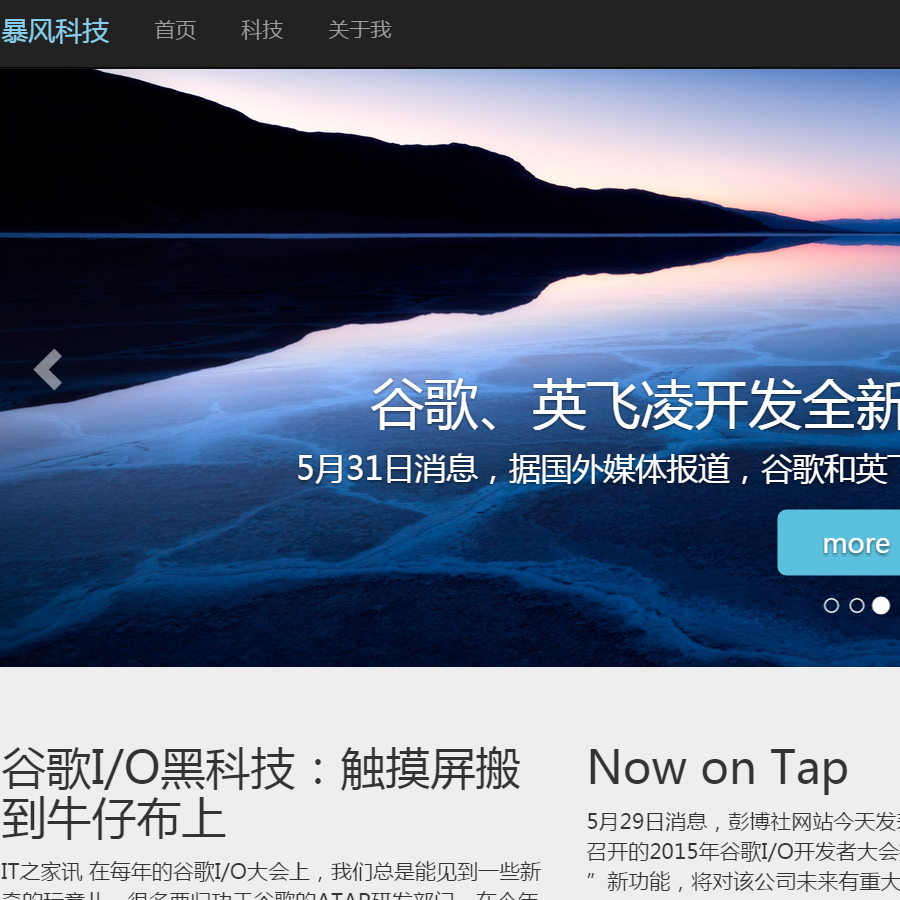 暴风科技 首页 科技 关于我
谷歌、英飞凌开发全新
5月31日消息，据国外媒体报道，谷歌和英
more
谷歌I/O黑科技：触摸屏搬
到牛仔布上
IT之家讯 在每年的谷歌I/O大会上，我们总是能见到一些新
奇的玩意儿，很多要归功于谷歌的ATAP研发部门，在今年
Now on Tap
5月29日消息，彭博社网站今天发表
召开的2015年谷歌I/O开发者大会
”新功能，将对该公司未来有重大